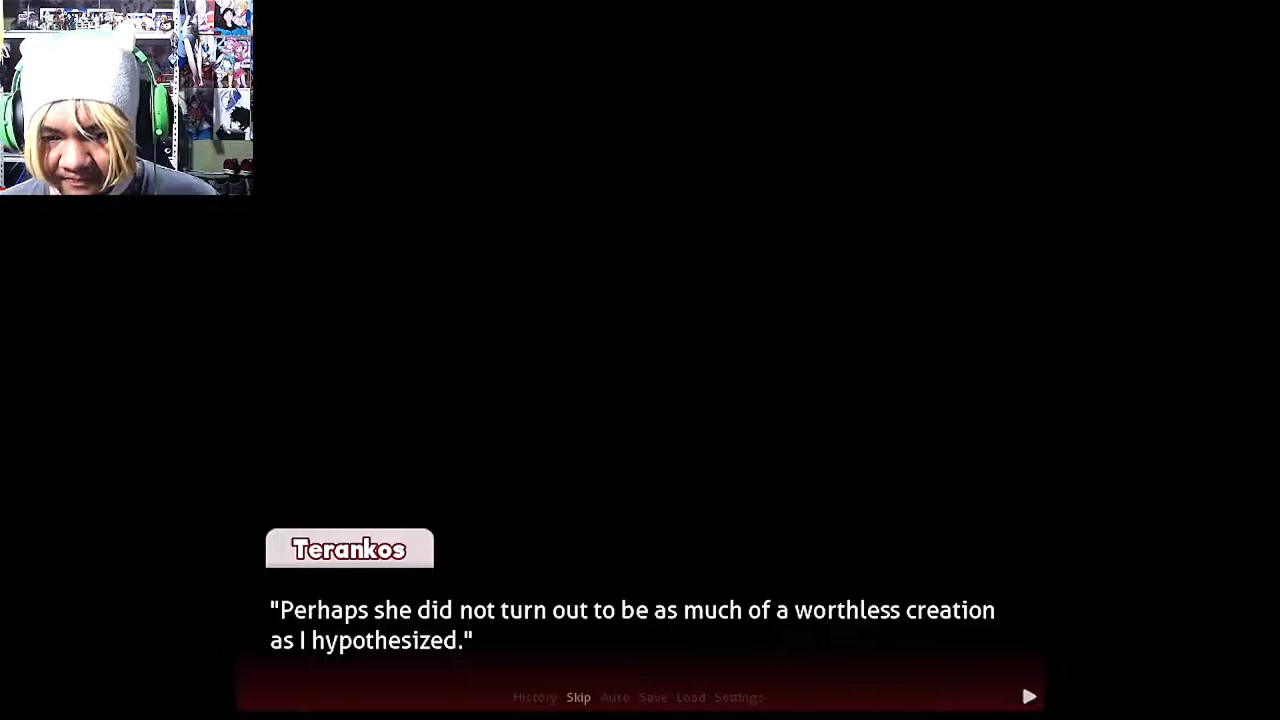 Terankos
"Perhaps she did not turn out to be as much of a worthless creation
as I hypothesized."
History Skip Auto Save Load Settings